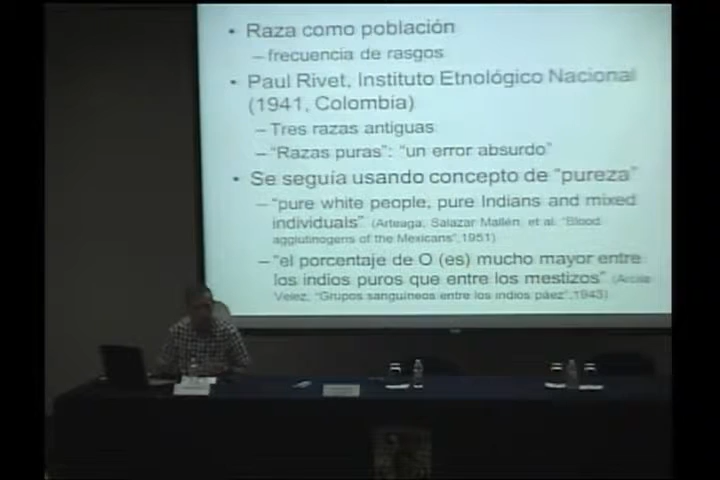 • Raza como población
– frecuencia de rasgos
• Paul Rivet, Instituto Etnológico Nacional
(1941, Colombia)
– Tres razas antiguas
– “Razas puras”: “un error absurdo”
• Se seguía usando concepto de “pureza”
– “pure white people, pure Indians and mixed
individuals” (Arteaga, Salazar Mallén, et al. “Blood
agglutinogens of the Mexicans”,1951)
– “el porcentaje de O (es) mucho mayor entre
los indios puros que entre los mestizos” (
Velez, “Grupos sanguíneos entre los indios páez”,1943)